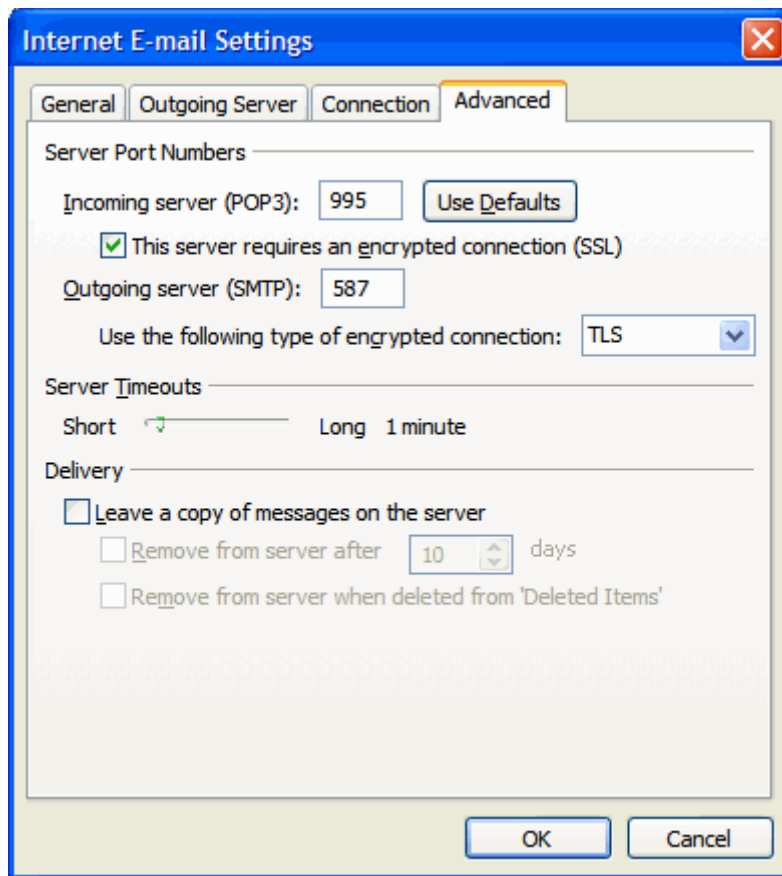 Internet E-mail Settings
General Outgoing Server Connection Advanced
Server Port Numbers
Incoming server (POP3): 995 Use Defaults
This server requires an encrypted connection (SSL)
Outgoing server (SMTP): 587
Use the following type of encrypted connection: TLS
Server Timeouts
Short Long 1 minute
Delivery
Leave a copy of messages on the server
Remove from server after 10 days
Remove from server when deleted from 'Deleted Items'
OK Cancel